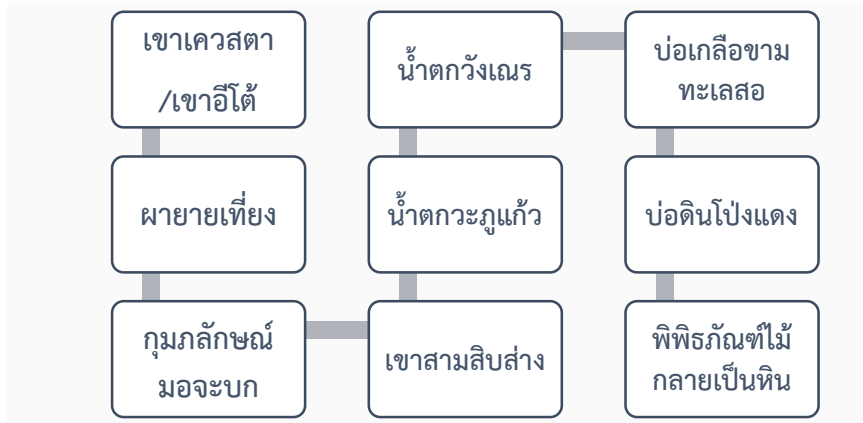 เขาเควสตา
/เขาอีโต้
ผายายเที่ยง
กุมภลักษณ์
มอจะบก
เขาสามสิบส่าง
น้ำตกวะภูแก้ว
น้ำตกวังเณร
บ่อเกลือขาม
ทะเลสอ
บ่อดินโป่งแดง
พิพิธภัณฑ์ไม้
กลายเป็นหิน